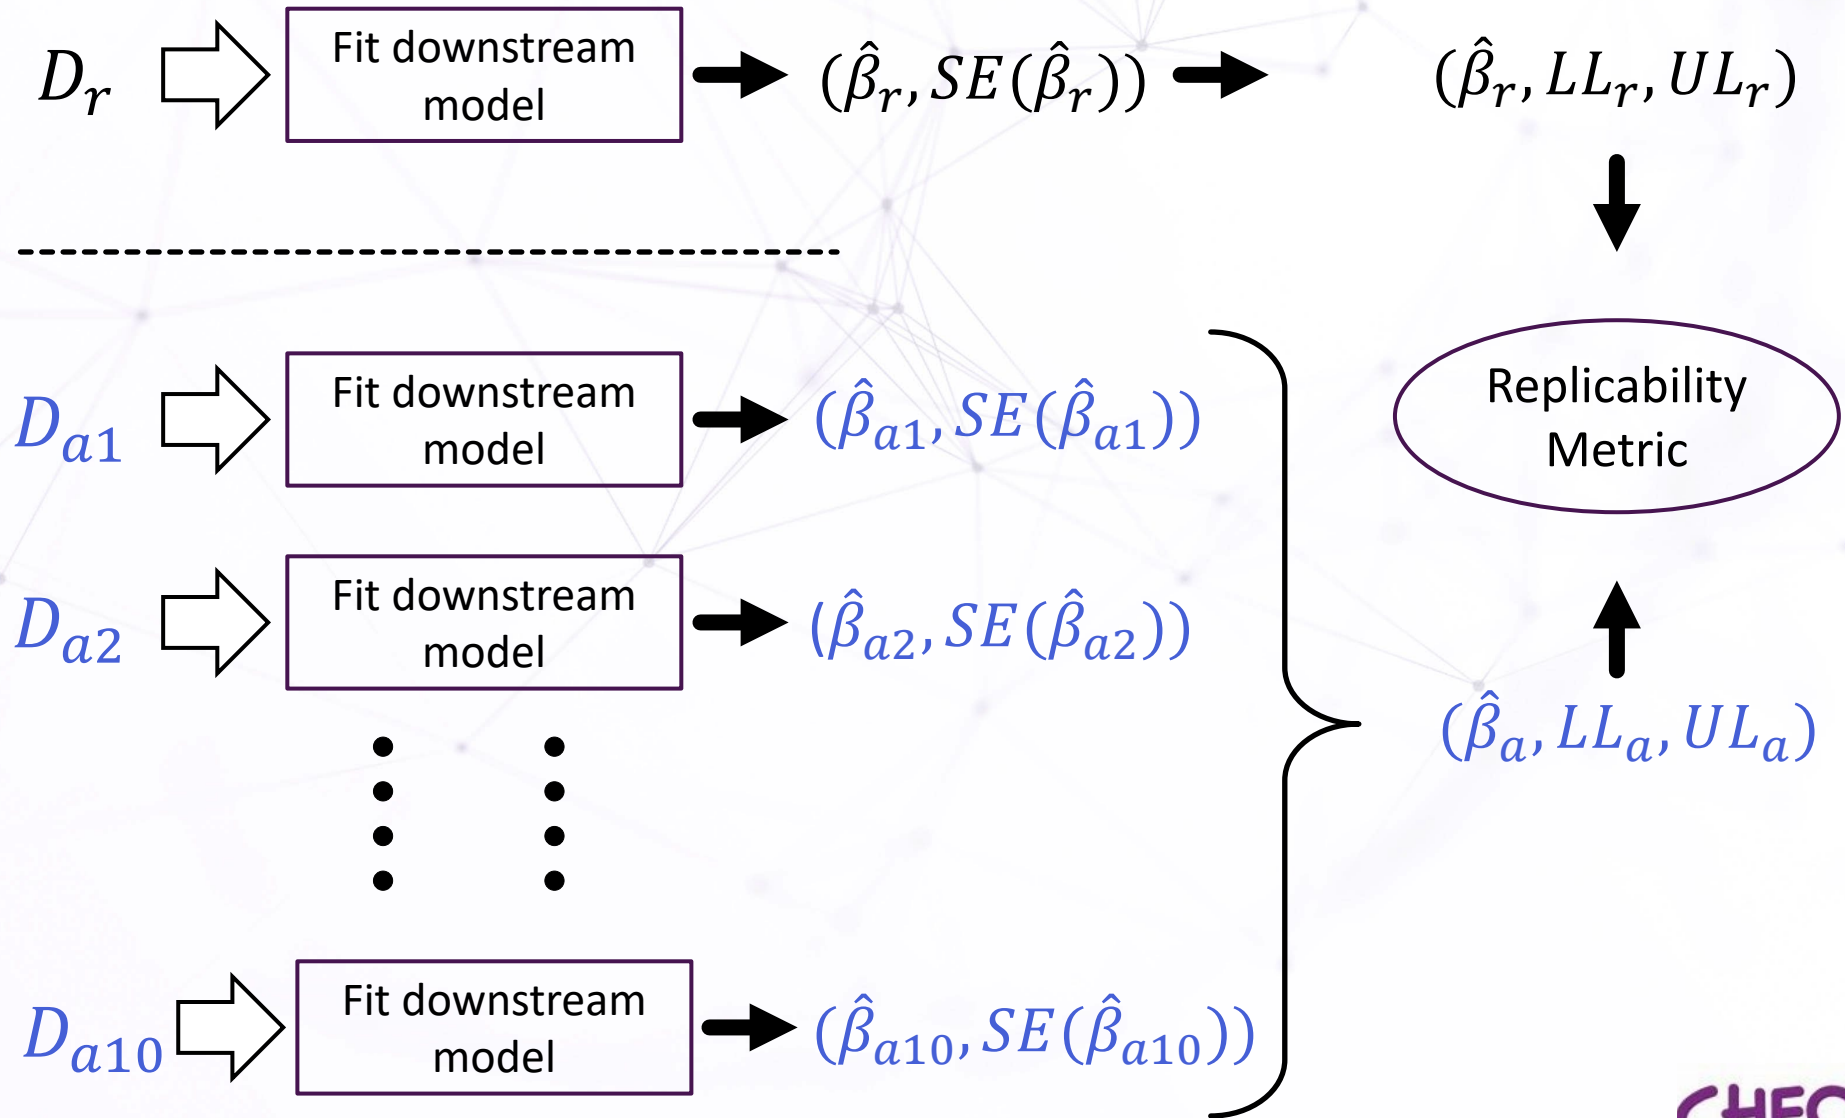 D_r
Fit downstream
model
(β̂_r, SE(β̂_r))
(β̂_r, LL_r, UL_r)
D_a1
Fit downstream
model
(β̂_a1, SE(β̂_a1))
Replicability
Metric
D_a2
Fit downstream
model
(β̂_a2, SE(β̂_a2))
(β̂_a, LL_a, UL_a)
D_a10
Fit downstream
model
(β̂_a10, SE(β̂_a10))